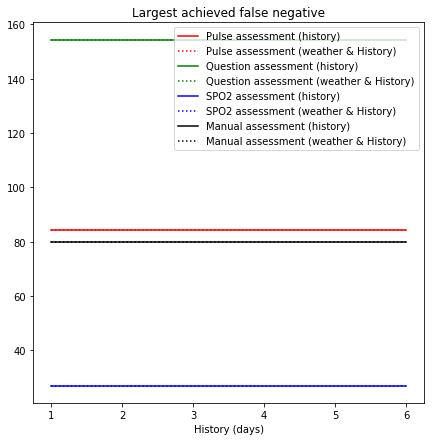 Largest achieved false negative
160
140
120
100
80
60
40
Pulse assessment (history)
Pulse assessment (weather & History)
Question assessment (history)
Question assessment (weather & History)
SPO2 assessment (history)
SPO2 assessment (weather & History)
Manual assessment (history)
Manual assessment (weather & History)
1 2 3 4 5 6
History (days)